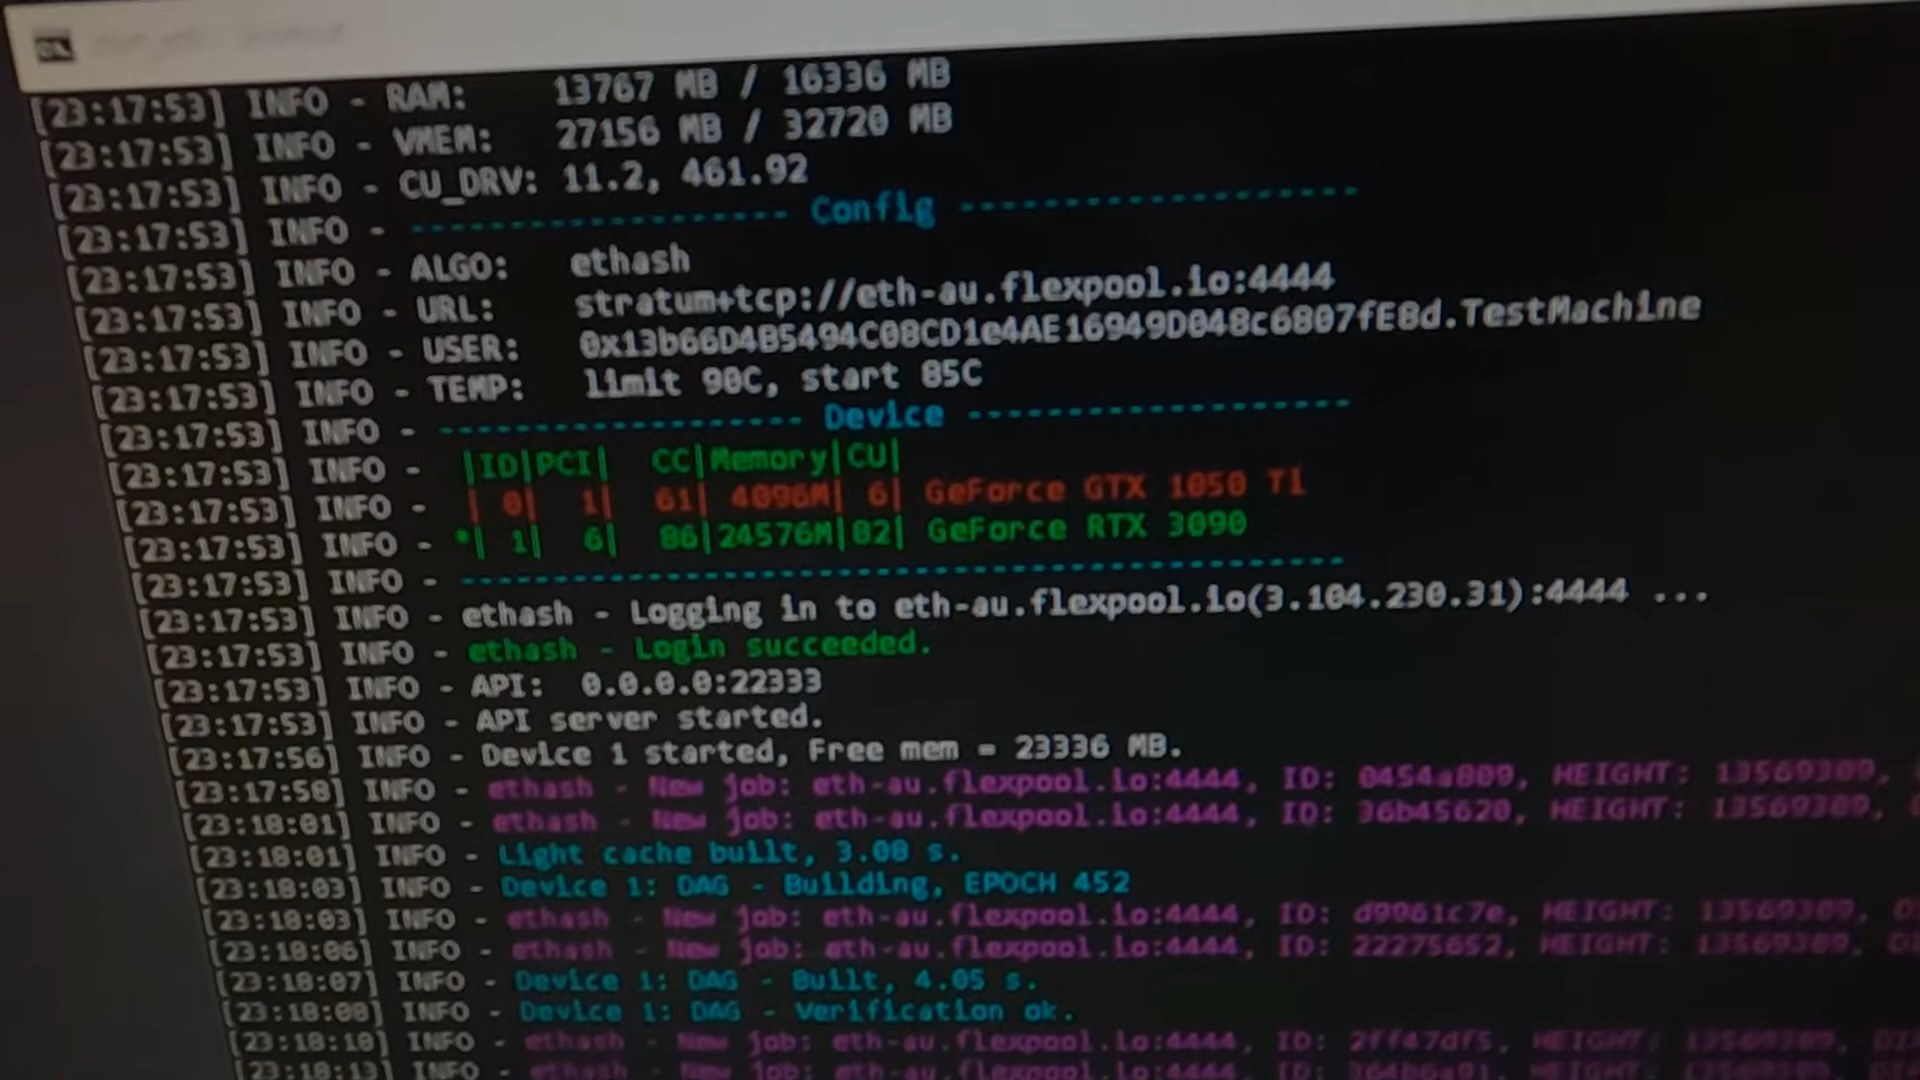 [23:17:53] INFO - RAM: 13767 MB / 16336 MB
[23:17:53] INFO - VMEM: 27156 MB / 32720 MB
[23:17:53] INFO - CU_DRV: 11.2, 461.92
[23:17:53] INFO - ------------------ Config -------------------
[23:17:53] INFO - ALGO: ethash
[23:17:53] INFO - URL: stratum+tcp://eth-au.flexpool.io:4444
[23:17:53] INFO - USER: 0x13b66D4B5494C08CD1e4AE16949D048c6807fE8d.TestMachine
[23:17:53] INFO - TEMP: limit 90C, start 85C
[23:17:53] INFO - ------------------ Device -------------------
[23:17:53] INFO - |ID|PCI| CC|Memory|CU|
[23:17:53] INFO - | 0| 1| 61| 4096M| 6| GeForce GTX 1050 Ti
[23:17:53] INFO - *| 1| 6| 86|24576M|82| GeForce RTX 3090
[23:17:53] INFO - --------------------------------------------
[23:17:53] INFO - ethash - Logging in to eth-au.flexpool.io(3.104.230.31):4444 ...
[23:17:53] INFO - ethash - Login succeeded.
[23:17:53] INFO - API: 0.0.0.0:22333
[23:17:53] INFO - API server started.
[23:17:56] INFO - Device 1 started, Free mem = 23336 MB.
[23:17:58] INFO - ethash - New job: eth-au.flexpool.io:4444, ID: 0454a809, HEIGHT: 13569309,
[23:18:01] INFO - ethash - New job: eth-au.flexpool.io:4444, ID: 36b45620, HEIGHT: 13569309,
[23:18:01] INFO - Light cache built, 3.08 s.
[23:18:03] INFO - Device 1: DAG - Building, EPOCH 452
[23:18:03] INFO - ethash - New job: eth-au.flexpool.io:4444, ID: d9961c7e, HEIGHT: 13569309,
[23:18:06] INFO - ethash - New job: eth-au.flexpool.io:4444, ID: 22275652, HEIGHT: 13569309,
[23:18:07] INFO - Device 1: DAG - Built, 4.05 s.
[23:18:08] INFO - Device 1: DAG - Verification ok.
[23:18:10] INFO - ethash - New job: eth-au.flexpool.io:4444, ID: 2ff47df5, HEIGHT: 13569309,
[23:18:13] INFO - ethash - New job: eth-au.flexpool.io:4444, ID: